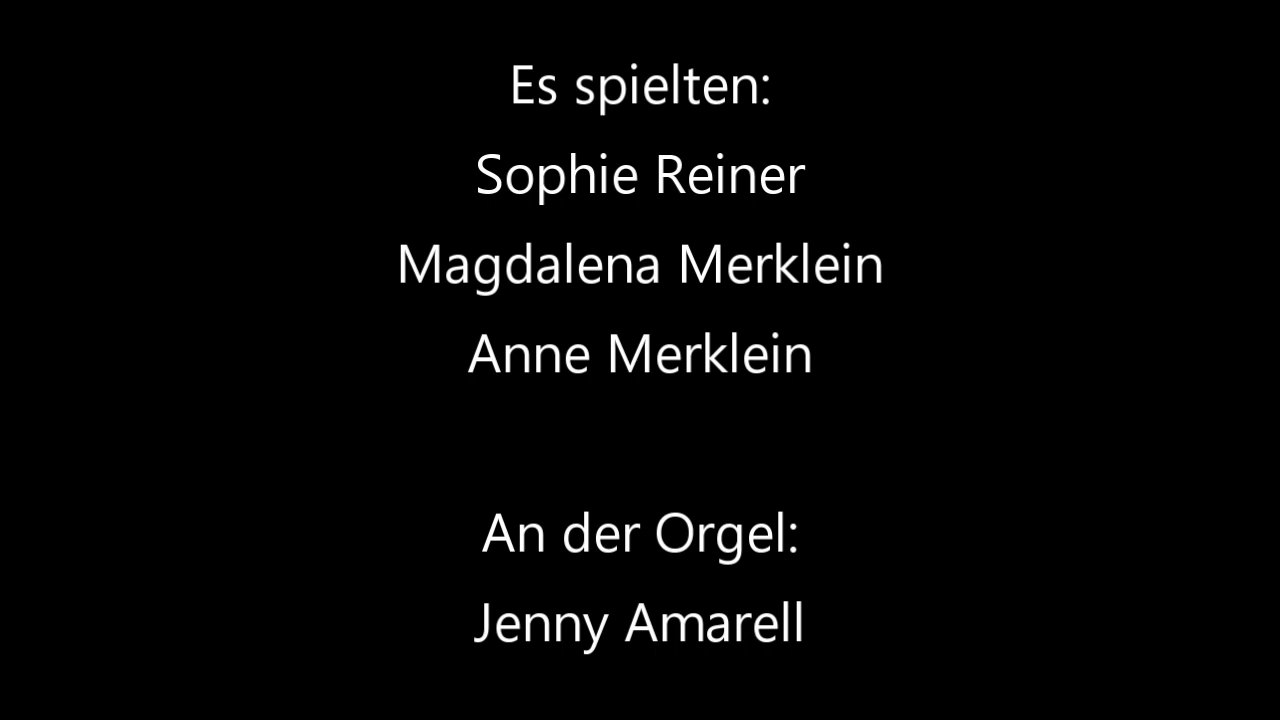 Es spielten:
Sophie Reiner
Magdalena Merklein
Anne Merklein
An der Orgel:
Jenny Amarell